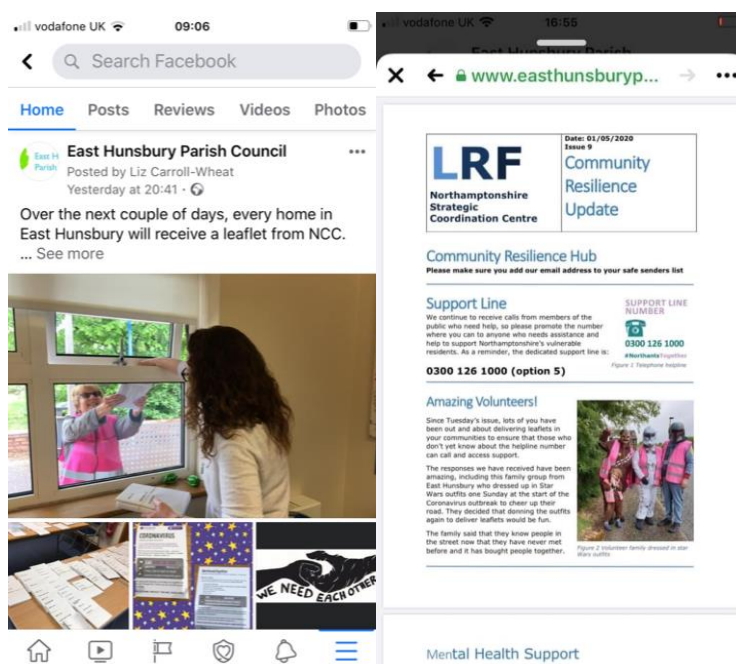 vodafone UK 09:06
Search Facebook
Home Posts Reviews Videos Photos
East H
Parish
East Hunsbury Parish Council
Posted by Liz Carroll-Wheat
Yesterday at 20:41
Over the next couple of days, every home in
East Hunsbury will receive a leaflet from NCC.
... See more
CORONAVIRUS
WE NEED EACH OTHER
vodafone UK 16:55
East Hunsbury Parish
www.easthunsburyp...
LRF
Northamptonshire
Strategic
Coordination Centre
Date: 01/05/2020
Issue 9
Community
Resilience
Update
Community Resilience Hub
Please make sure you add our email address to your safe senders list
Support Line
We continue to receive calls from members of the
public who need help, so please promote the number
where you can to anyone who needs assistance and
help to support Northamptonshire's vulnerable
residents. As a reminder, the dedicated support line is:
0300 126 1000 (option 5)
SUPPORT LINE
NUMBER
0300 126 1000
#NorthantsTogether
Figure 1 Telephone helpline
Amazing Volunteers!
Since Tuesday's issue, lots of you have
been out and about delivering leaflets in
your communities to ensure that those who
don't yet know about the helpline number
can call and access support.
The responses we have received have been
amazing, including this family group from
East Hunsbury who dressed up in Star
Wars outfits one Sunday at the start of the
Coronavirus outbreak to cheer up their
road. They decided that donning the outfits
again to deliver leaflets would be fun.
The family said that they know people in
the street now that they have never met
before and it has bought people together.
Figure 2 Volunteer family dressed in star
Wars outfits
Mental Health Support